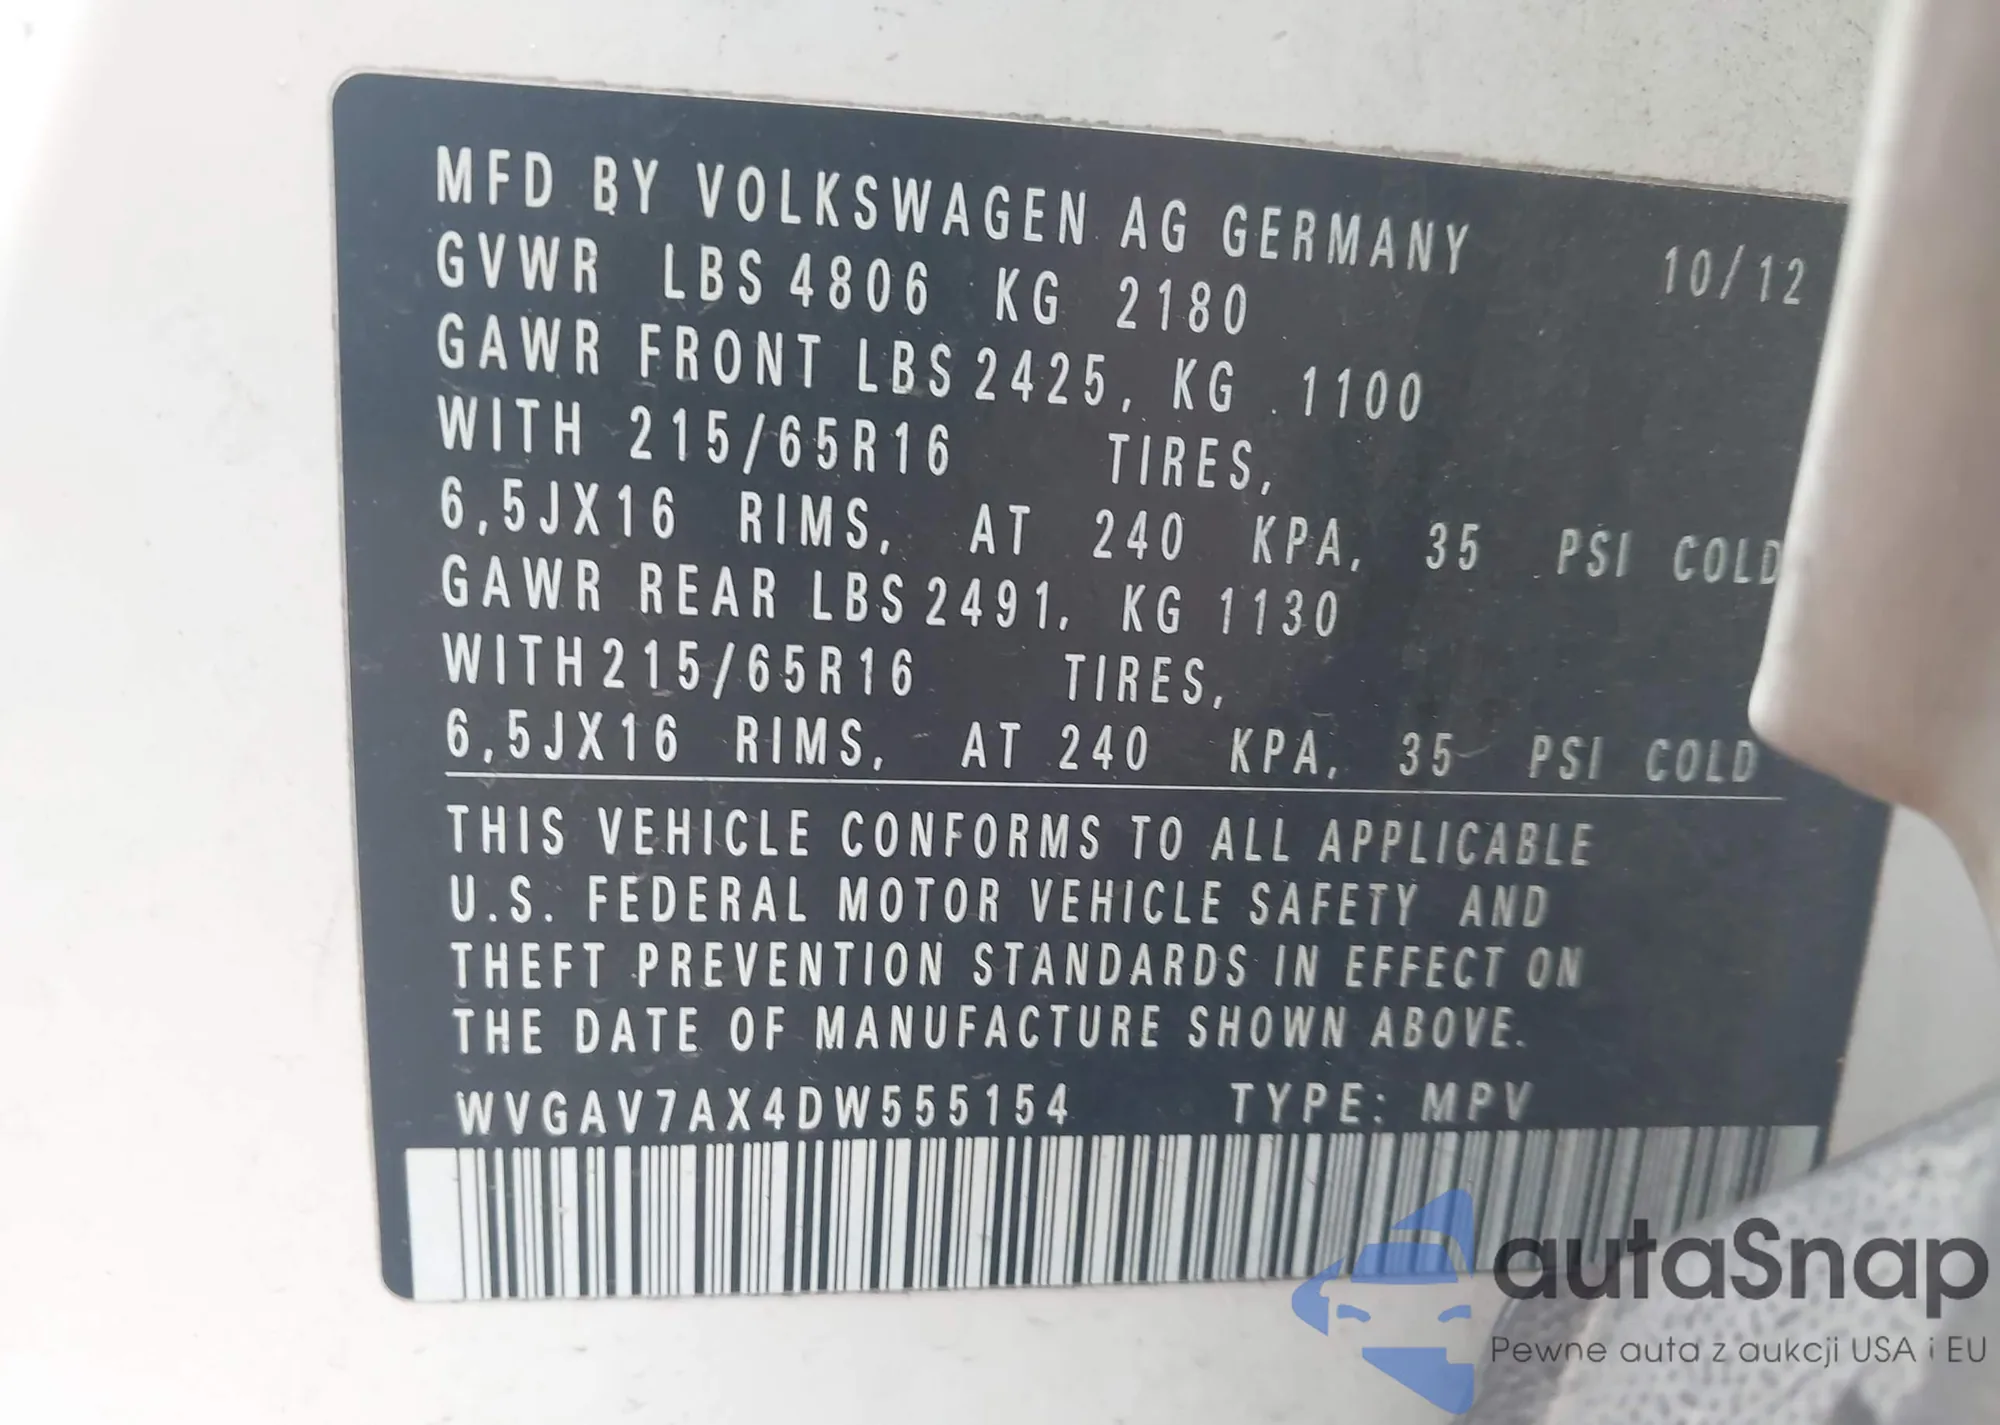 MFD BY VOLKSWAGEN AG GERMANY 10/12
GVWR LBS 4806 KG 2180
GAWR FRONT LBS 2425, KG 1100
WITH 215/65R16 TIRES,
6,5JX16 RIMS, AT 240 KPA, 35 PSI COLD
GAWR REAR LBS 2491, KG 1130
WITH 215/65R16 TIRES,
6,5JX16 RIMS, AT 240 KPA, 35 PSI COLD
THIS VEHICLE CONFORMS TO ALL APPLICABLE
U.S. FEDERAL MOTOR VEHICLE SAFETY AND
THEFT PREVENTION STANDARDS IN EFFECT ON
THE DATE OF MANUFACTURE SHOWN ABOVE.
WVGAV7AX4DW555154 TYPE: MPV
autaSnap
Pewne auta z aukcji USA i EU